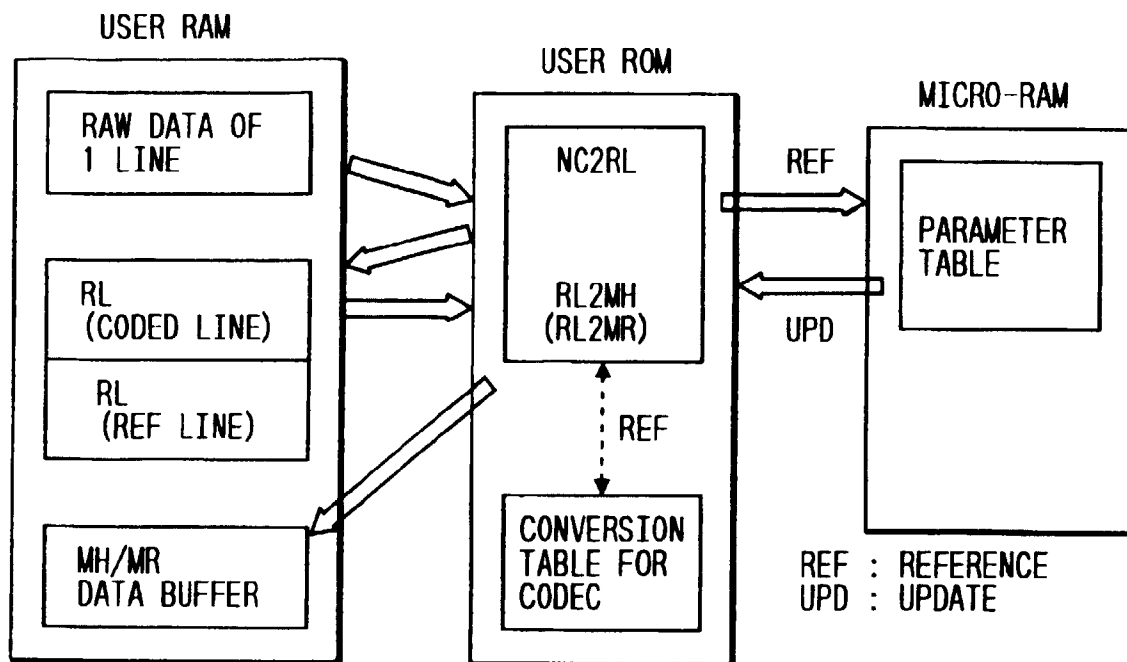 USER RAM
RAW DATA OF
1 LINE
RL
(CODED LINE)
RL
(REF LINE)
MH/MR
DATA BUFFER
USER ROM
NC2RL
RL2MH
(RL2MR)
REF
CONVERSION
TABLE FOR
CODEC
REF
UPD
MICRO-RAM
PARAMETER
TABLE
REF : REFERENCE
UPD : UPDATE